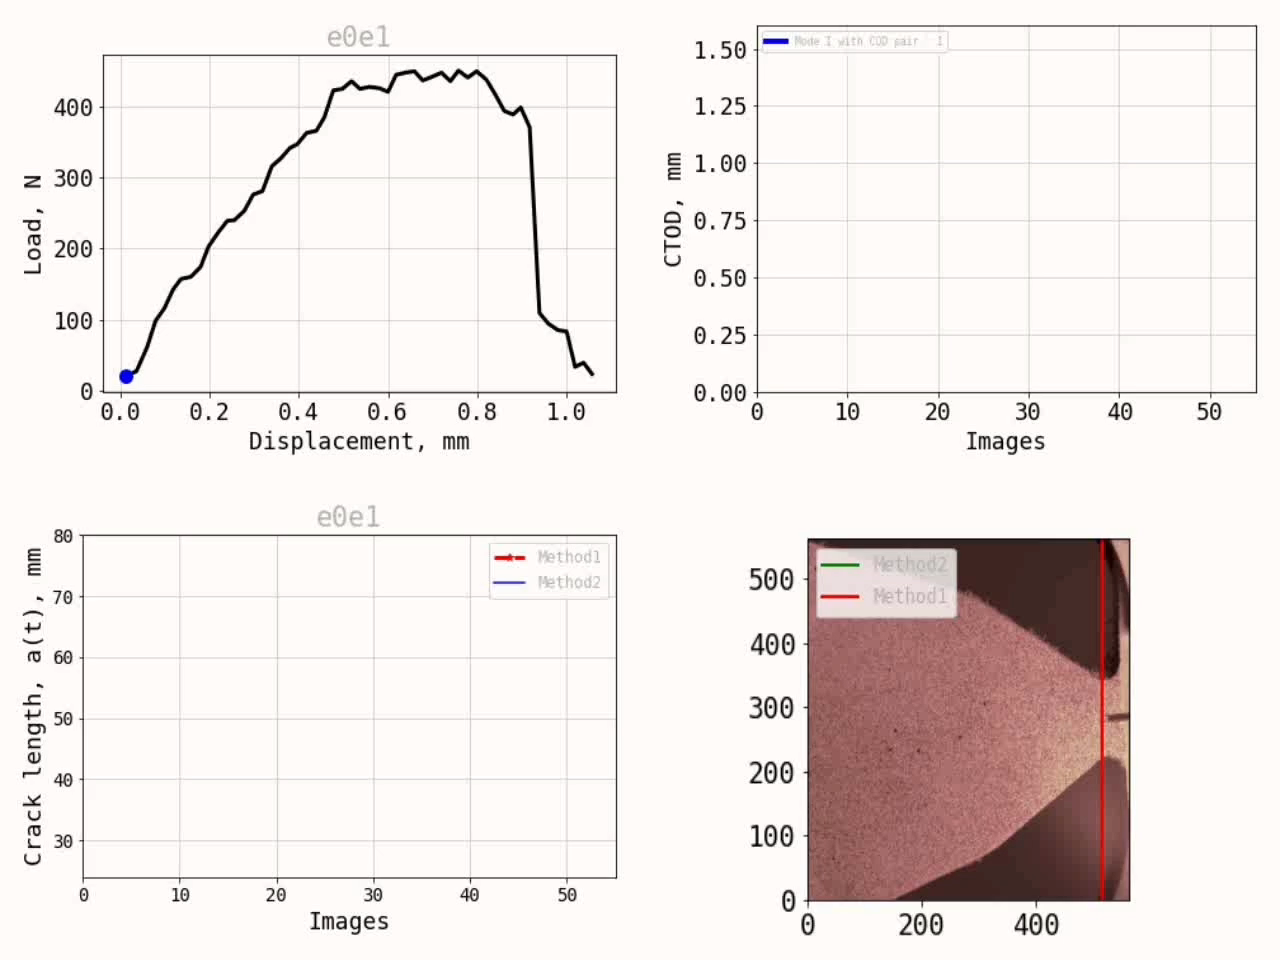 e0e1
400
300
200
100
0
0.0 0.2 0.4 0.6 0.8 1.0
Load, N
Displacement, mm
Mode I with COD pair 1
1.50
1.25
1.00
0.75
0.50
0.25
0.00
0 10 20 30 40 50
CTOD, mm
Images
e0e1
80
70
60
50
40
30
0 10 20 30 40 50
Crack length, a(t), mm
Images
Method1
Method2
Method2
Method1
500
400
300
200
100
0
0 200 400